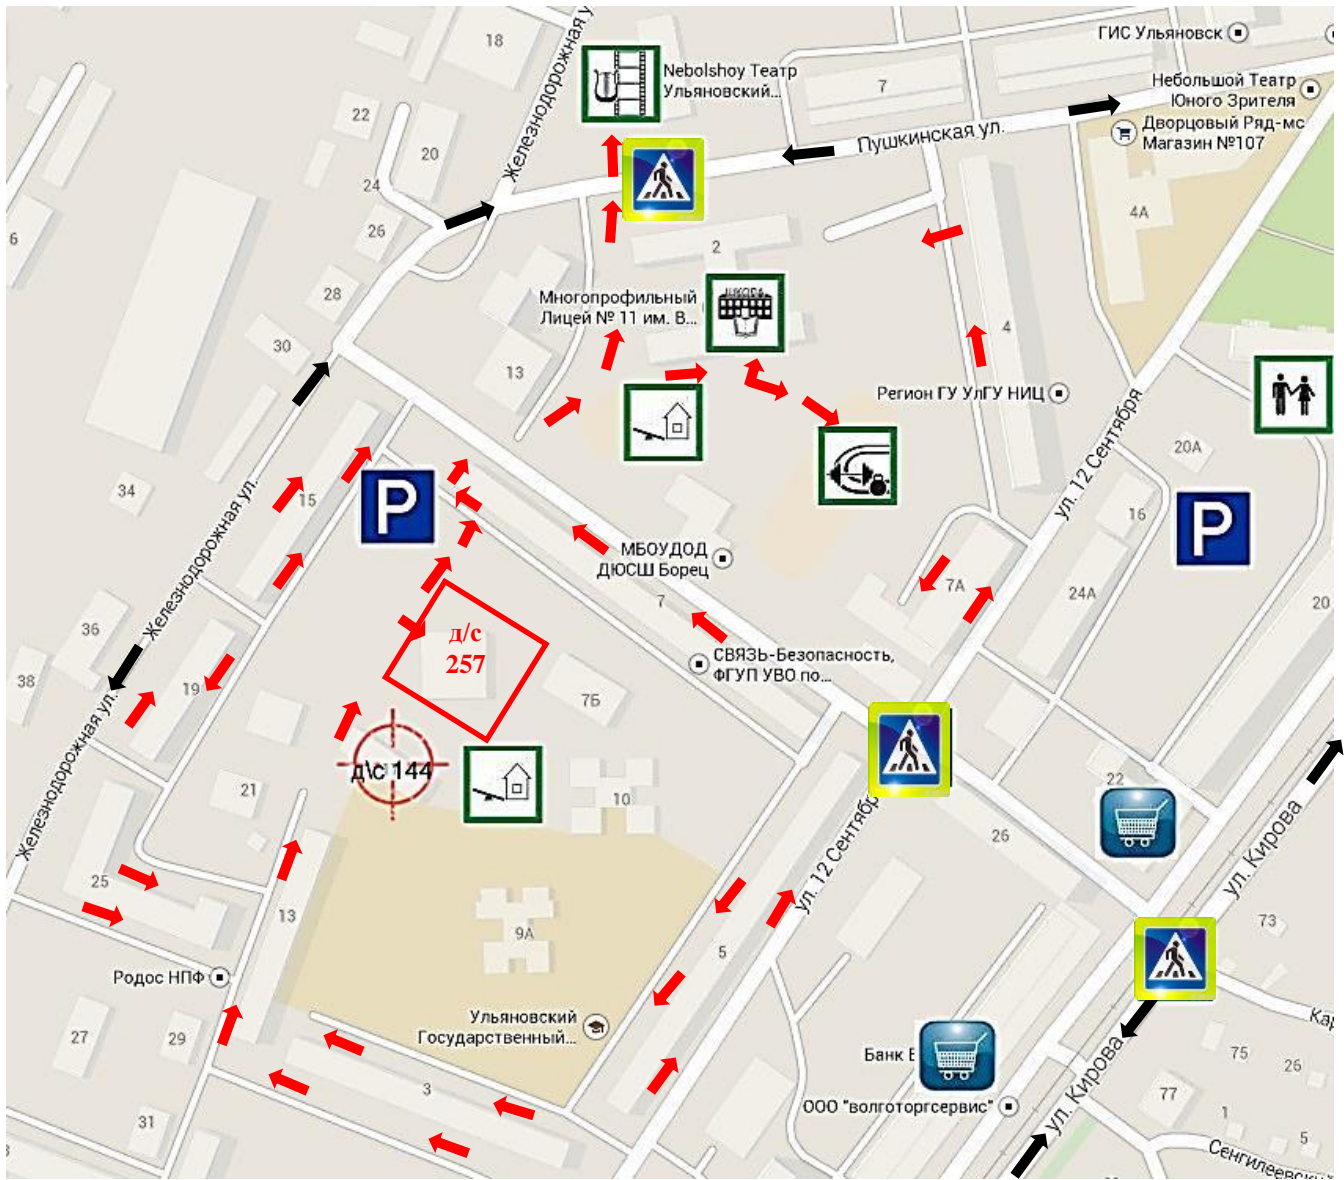 18
Железнодорожная у
ГИС Ульяновск
Nebolshoy Театр
Ульяновский...
7
Небольшой Театр
Юного Зрителя
22
Пушкинская ул.
Дворцовый Ряд-мс
Магазин №107
20
24
4А
26
2
6
28
Многопрофильный
Лицей № 11 им. В...
ШКОЛА
30
13
4
Регион ГУ УлГУ НИЦ
ул. 12 Сентября
20А
34
15
P
P
16
Железнодорожная ул.
МБОУДОД
ДЮСШ Борец
7
7А
24А
20
36
д/с
257
СВЯЗЬ-Безопасность,
ФГУП УВО по...
38
19
7Б
Железнодорожная ул.
д\с 144
21
10
22
ул. 12 Сентябр
26
ул. Кирова
25
13
9А
5
73
Родос НПФ
Ульяновский
Государственный...
Кар
27
29
Банк Е
75
26
ул. Кирова
3
ООО "волготоргсервис"
77
1
31
5
Сенгилеевски